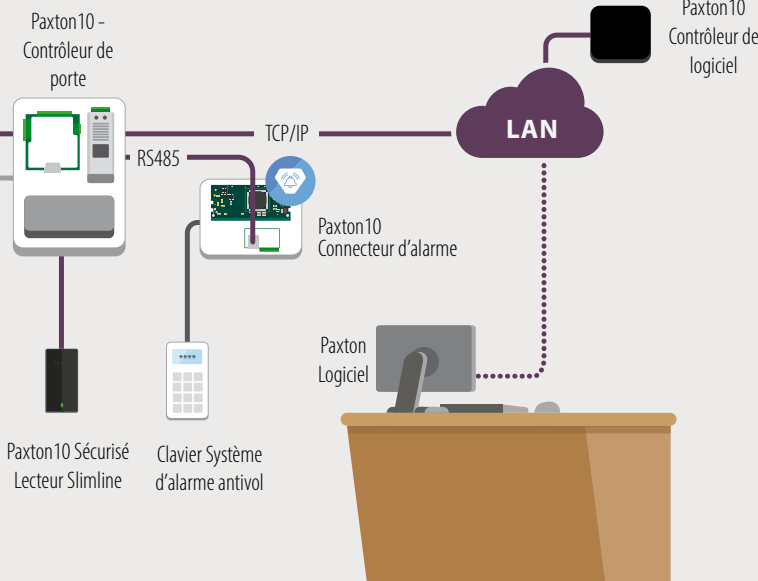 Paxton10 -
Contrôleur de
porte
Paxton10
Contrôleur de
logiciel
TCP/IP
LAN
RS485
Paxton10
Connecteur d'alarme
Paxton
Logiciel
****
Paxton10 Sécurisé
Lecteur Slimline
Clavier Système
d'alarme antivol